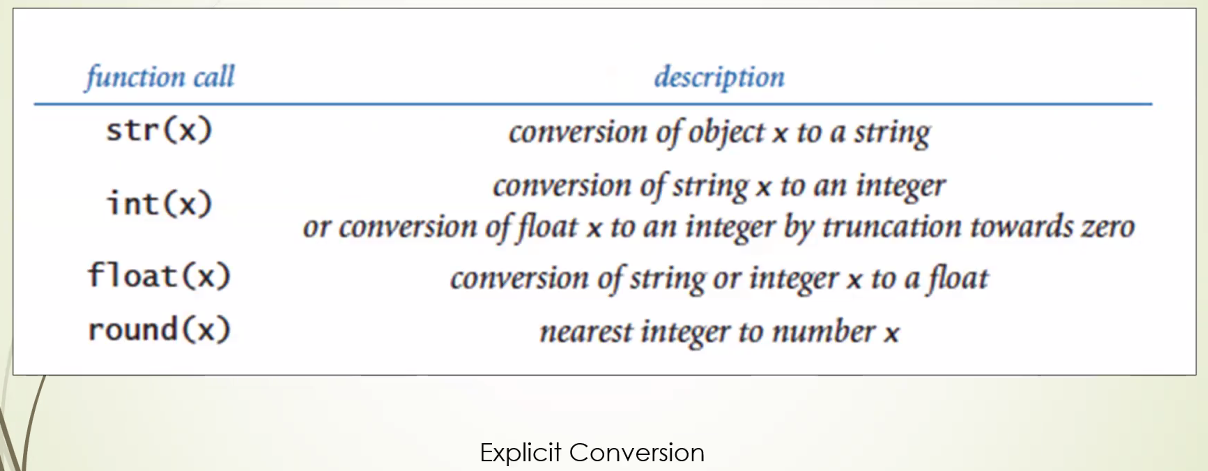 function call description
str(x) conversion of object x to a string
conversion of string x to an integer
int(x)
or conversion of float x to an integer by truncation towards zero
float(x) conversion of string or integer x to a float
round(x) nearest integer to number x
Explicit Conversion